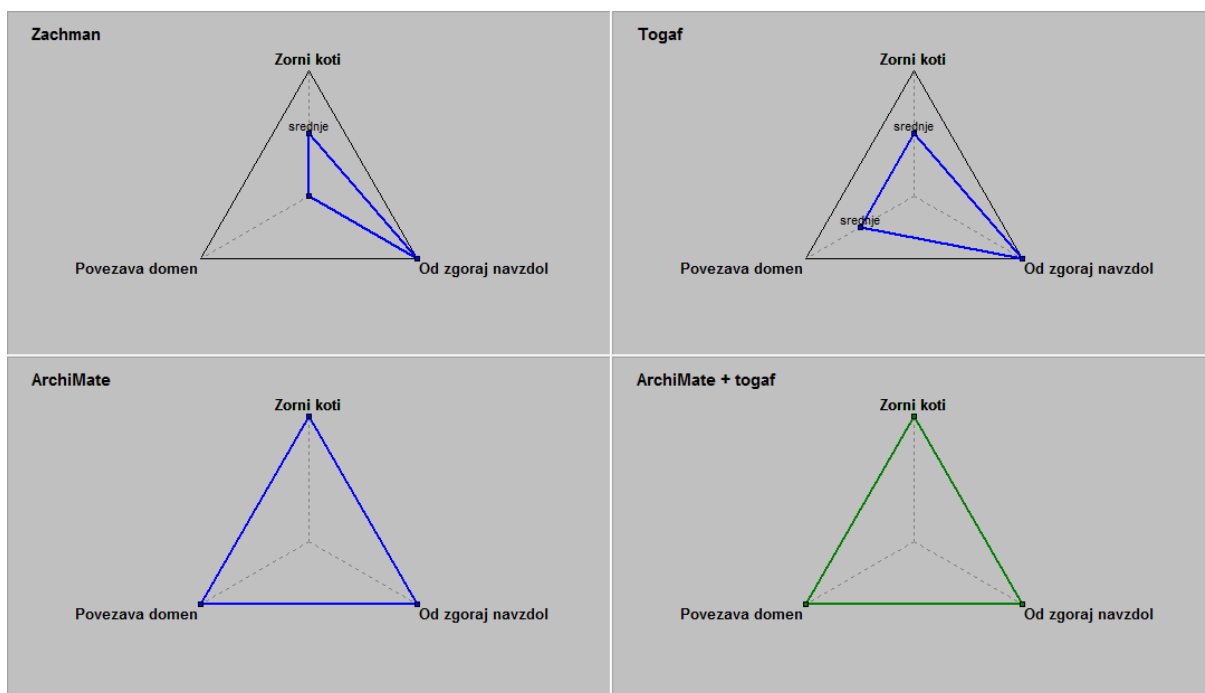 Zachman
Zorni koti
srednje
Povezava domen
Od zgoraj navzdol
Togaf
Zorni koti
srednje
srednje
Povezava domen
Od zgoraj navzdol
ArchiMate
Zorni koti
Povezava domen
Od zgoraj navzdol
ArchiMate + togaf
Zorni koti
Povezava domen
Od zgoraj navzdol